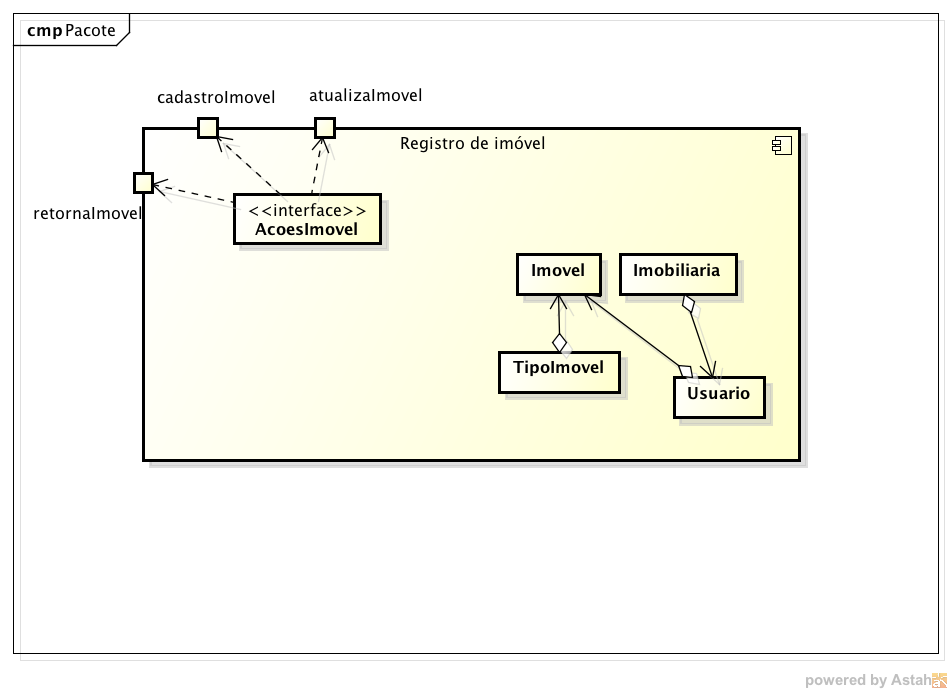 cmp Pacote
cadastroImovel
atualizaImovel
Registro de imóvel
retornaImovel
<<interface>>
AcoesImovel
Imovel
Imobiliaria
TipoImovel
Usuario
powered by Astah